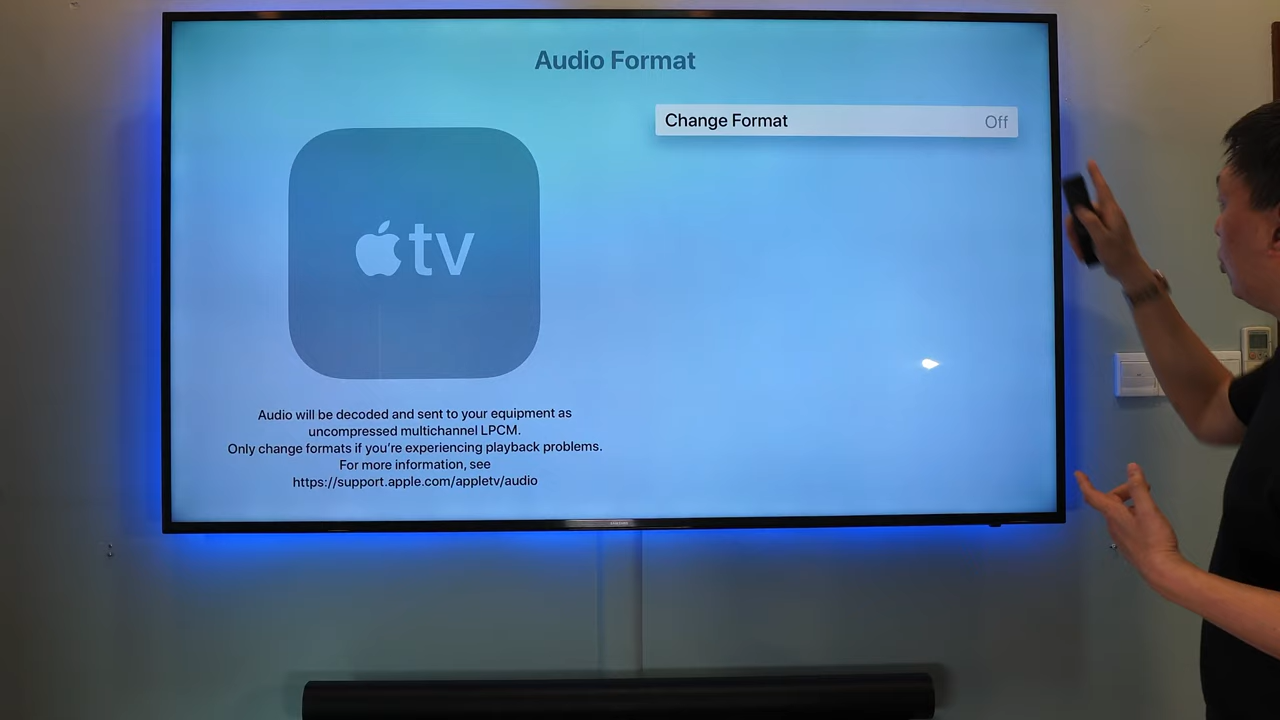 Audio Format
Change Format Off
tv
Audio will be decoded and sent to your equipment as
uncompressed multichannel LPCM.
Only change formats if you're experiencing playback problems.
For more information, see
https://support.apple.com/appletv/audio